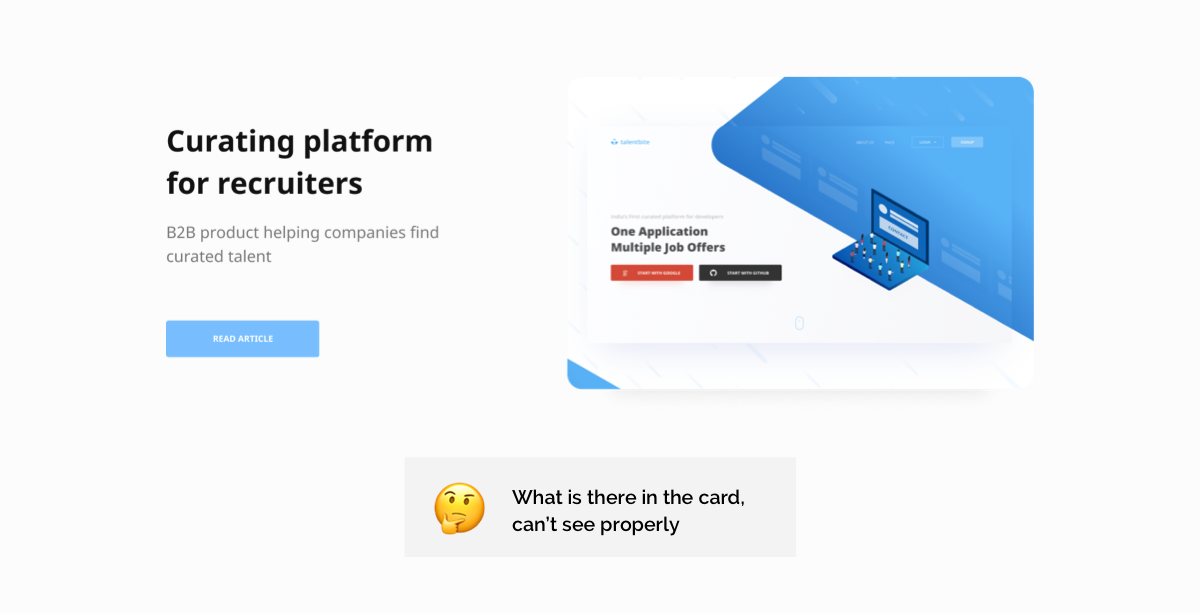 Curating platform
for recruiters
B2B product helping companies find
curated talent
READ ARTICLE
talentbite
ABOUT US
FAQ'S
LOGIN
SIGNUP
India's first curated platform for developers
One Application
Multiple Job Offers
START WITH GOOGLE
START WITH GITHUB
CONTACT
What is there in the card,
can't see properly